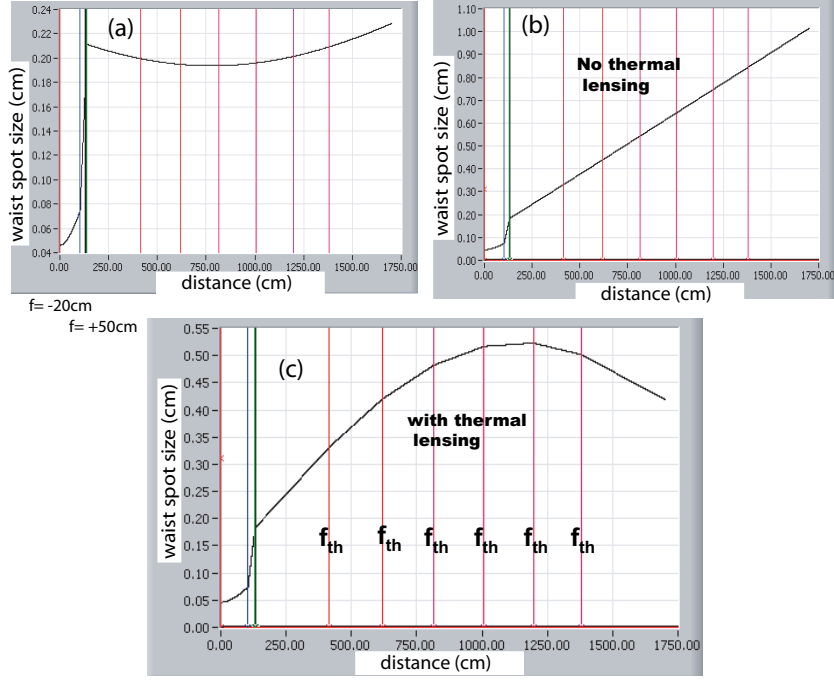 (a)
waist spot size (cm)
0.24
0.22
0.20
0.18
0.16
0.14
0.12
0.10
0.08
0.06
0.04
0.00 250.00 500.00 750.00 1000.00 1250.00 1500.00 1750
distance (cm)
f= -20cm
f= +50cm
(b)
No thermal
lensing
waist spot size (cm)
1.10
1.00
0.90
0.80
0.70
0.60
0.50
0.40
0.30
0.20
0.10
0.00
0.00 250.00 500.00 750.00 1000.00 1250.00 1500.00 1750
distance (cm)
(c)
with thermal
lensing
waist spot size (cm)
0.55
0.50
0.45
0.40
0.35
0.30
0.25
0.20
0.15
0.10
0.05
0.00
fth fth fth fth fth fth
0.00 250.00 500.00 750.00 1000.00 1250.00 1500.00 1750
distance (cm)